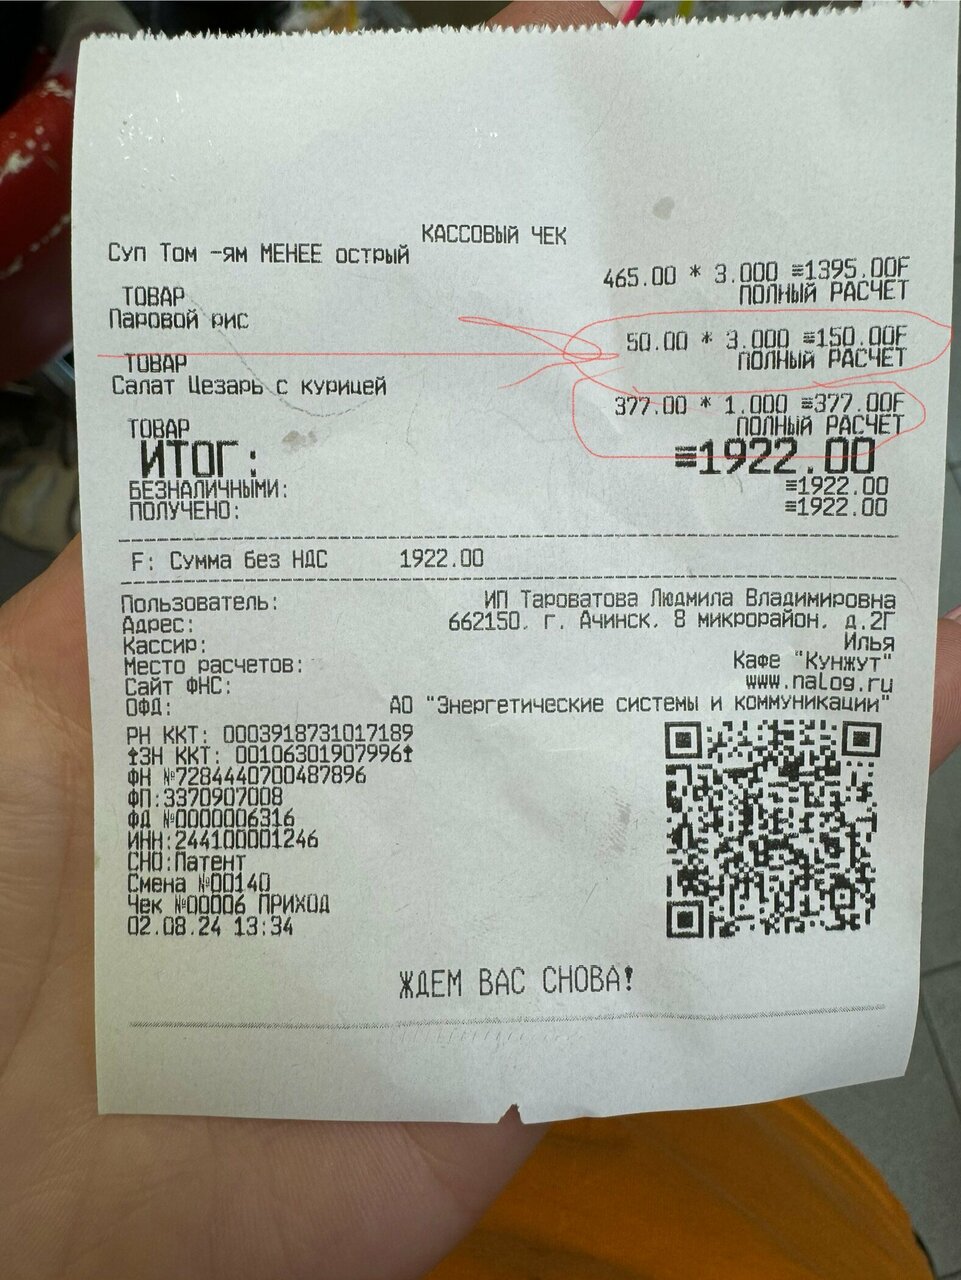 КАССОВЫЙ ЧЕК
Суп Том -ям МЕНЕЕ острый
465.00 * 3.000 ≡1395.00F
ТОВАР ПОЛНЫЙ РАСЧЕТ
Паровой рис
50.00 * 3.000 ≡150.00F
ТОВАР ПОЛНЫЙ РАСЧЕТ
Салат Цезарь с курицей
377.00 * 1.000 ≡377.00F
ТОВАР ПОЛНЫЙ РАСЧЕТ
ИТОГ: ≡1922.00
БЕЗНАЛИЧНЫМИ: ≡1922.00
ПОЛУЧЕНО: ≡1922.00
F: Сумма без НДС 1922.00
Пользователь: ИП Тароватова Людмила Владимировна
Адрес: 662150, г. Ачинск, 8 микрорайон, д.2Г
Кассир: Илья
Место расчетов: Кафе "Кунжут"
Сайт ФНС: www.nalog.ru
ОФД: АО "Энергетические системы и коммуникации"
РН ККТ: 0003918731017189
ЗН ККТ: 00106301907996
ФН №7284440700487896
ФП:3370907008
ФД №0000006316
ИНН:244100001246
СНО:Патент
Смена №00140
Чек №00006 ПРИХОД
02.08.24 13:34
ЖДЕМ ВАС СНОВА!